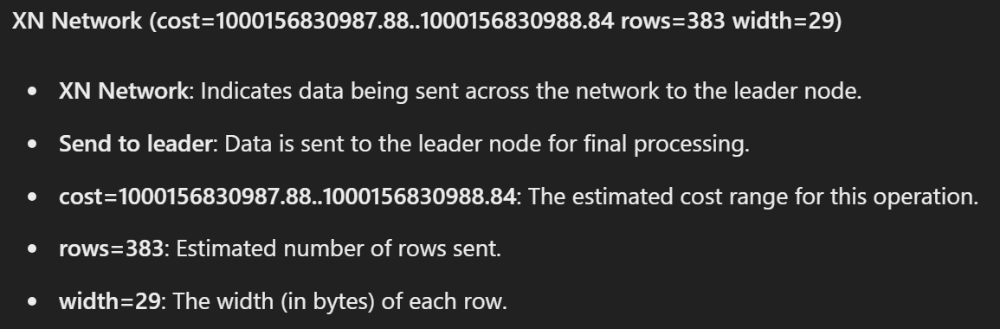 XN Network (cost=1000156830987.88..1000156830988.84 rows=383 width=29)
• XN Network: Indicates data being sent across the network to the leader node.
• Send to leader: Data is sent to the leader node for final processing.
• cost=1000156830987.88..1000156830988.84: The estimated cost range for this operation.
• rows=383: Estimated number of rows sent.
• width=29: The width (in bytes) of each row.